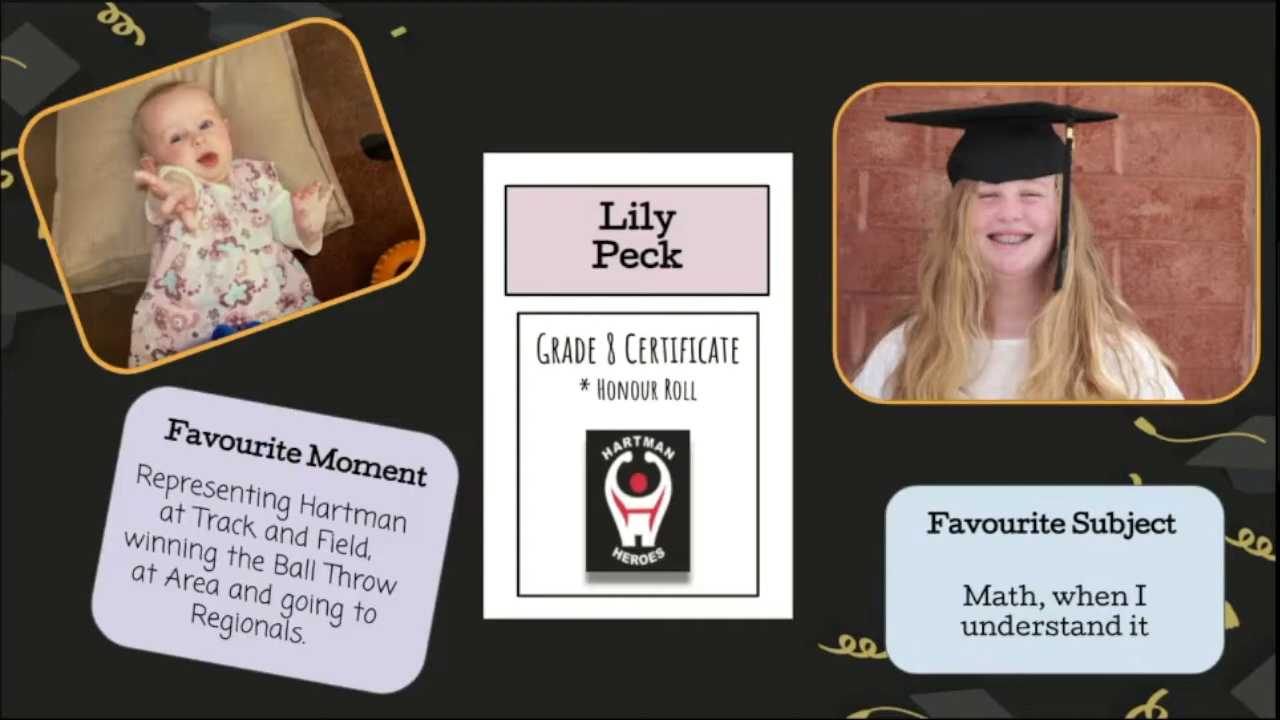 Lily
Peck
Grade 8 Certificate
* Honour Roll
HARTMAN
HEROES
Favourite Moment
Representing Hartman
at Track and Field,
winning the Ball Throw
at Area and going to
Regionals.
Favourite Subject
Math, when I
understand it